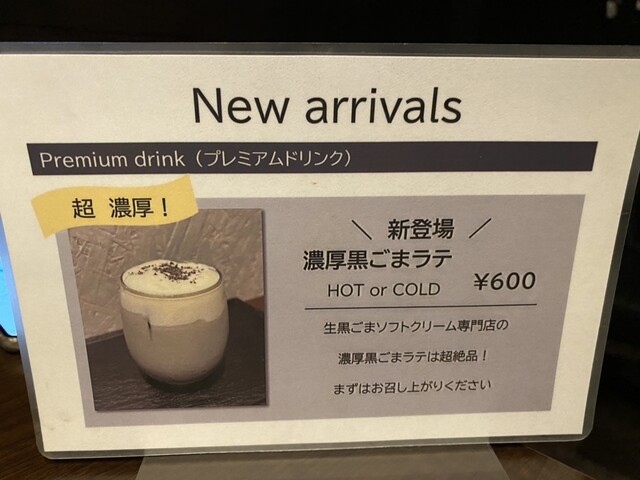 New arrivals
Premium drink（プレミアムドリンク）
超 濃厚！
＼ 新登場 ／
濃厚黒ごまラテ
HOT or COLD ¥600
生黒ごまソフトクリーム専門店の
濃厚黒ごまラテは超絶品！
まずはお召し上がりください